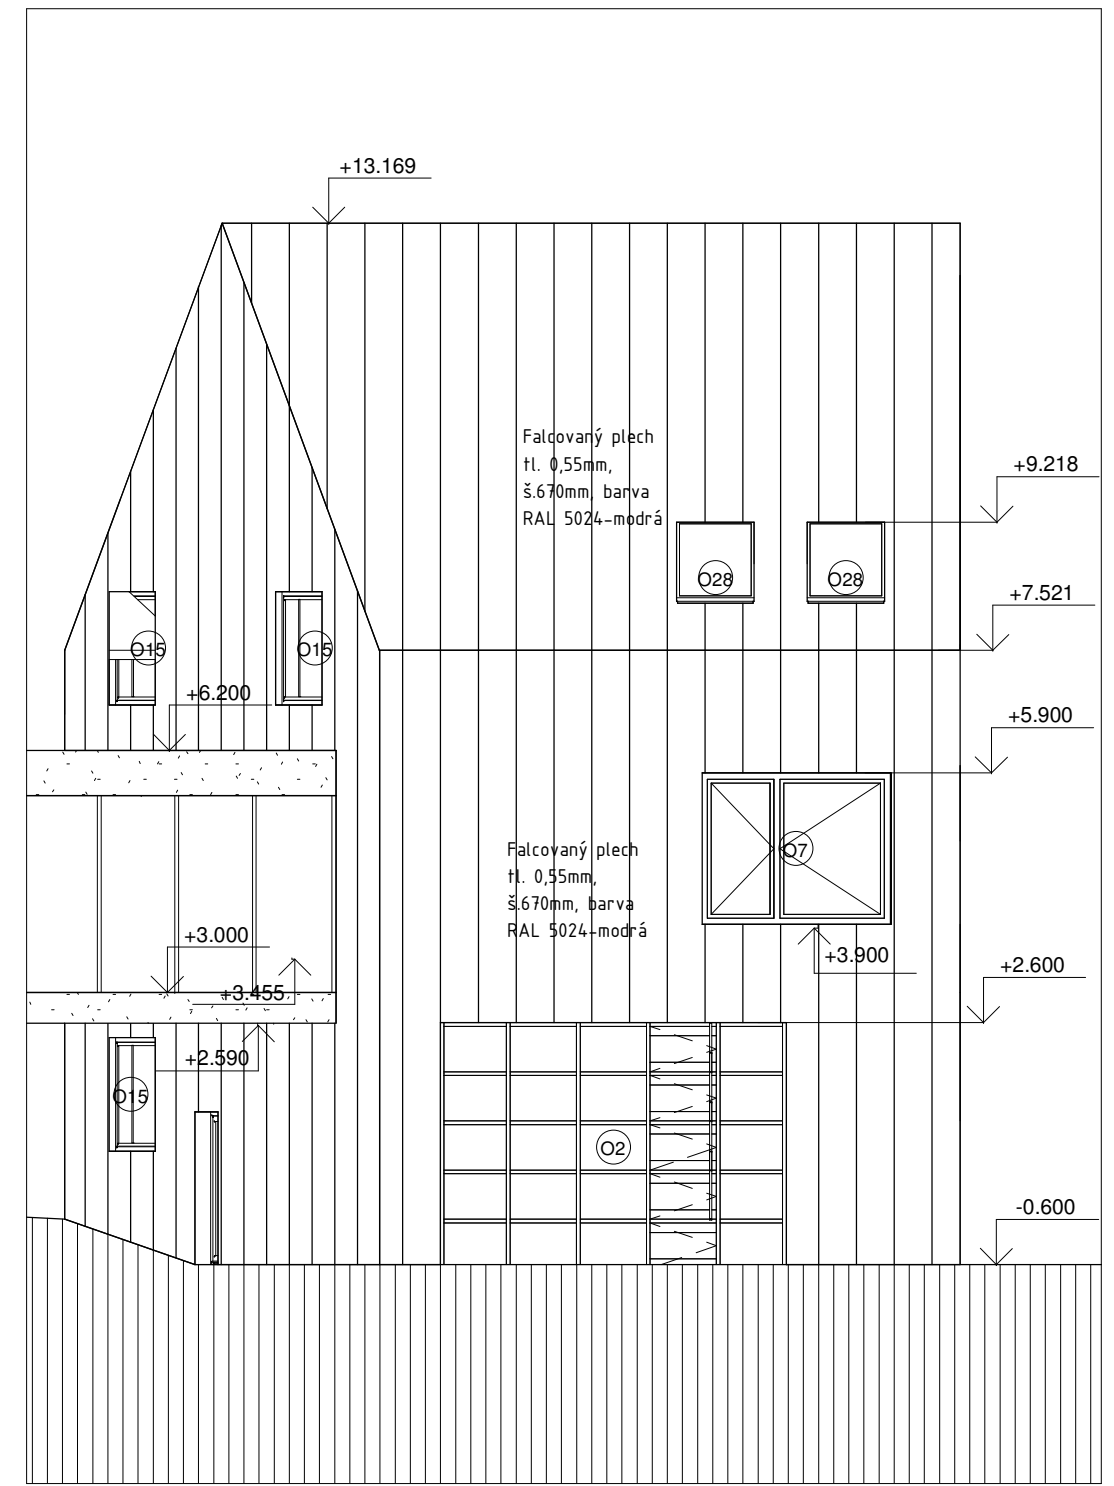 +13.169
Falcovaný plech
tl. 0,55mm,
š.670mm, barva
RAL 5024-modrá
+9.218
O28
O28
+7.521
O15
O15
+6.200
+5.900
O7
Falcovaný plech
tl. 0,55mm,
š.670mm, barva
RAL 5024-modrá
+3.000
+3.900
+2.600
+3.455
+2.590
O15
O2
-0.600